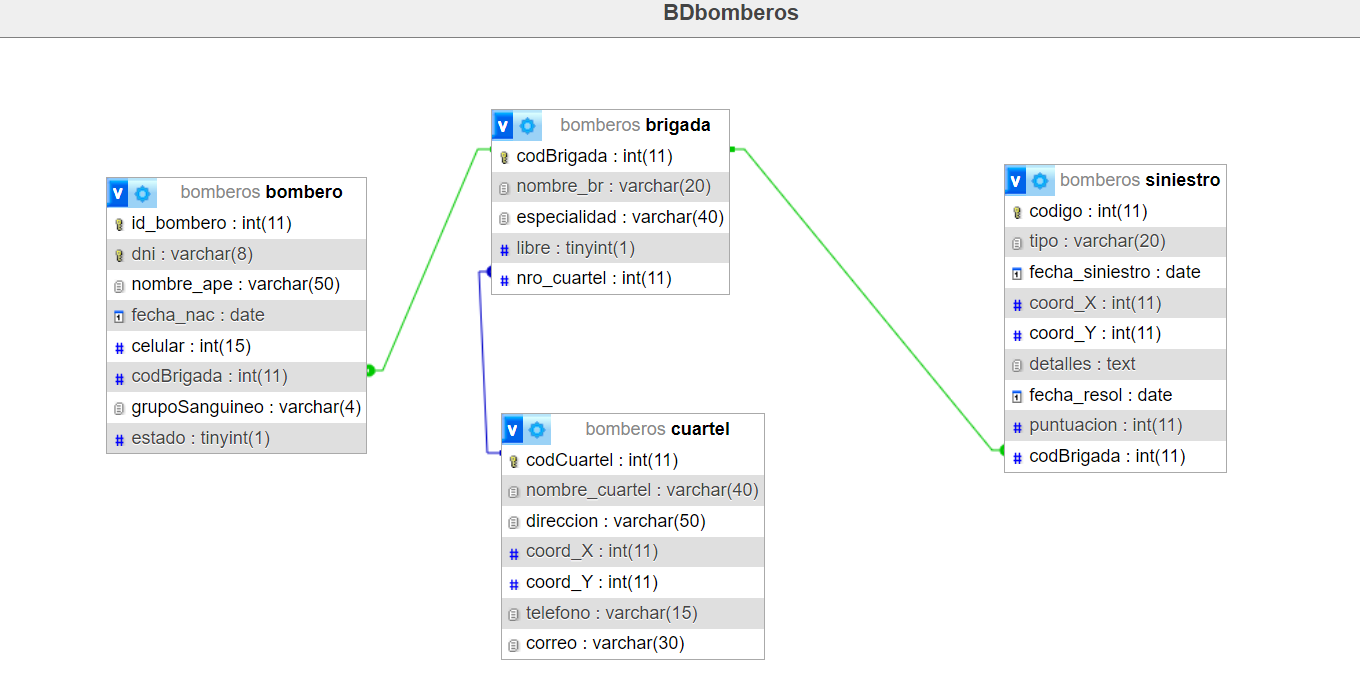 BDbomberos
v bomberos bombero
id_bombero : int(11)
dni : varchar(8)
nombre_ape : varchar(50)
fecha_nac : date
celular : int(15)
codBrigada : int(11)
grupoSanguineo : varchar(4)
estado : tinyint(1)
v bomberos brigada
codBrigada : int(11)
nombre_br : varchar(20)
especialidad : varchar(40)
libre : tinyint(1)
nro_cuartel : int(11)
v bomberos cuartel
codCuartel : int(11)
nombre_cuartel : varchar(40)
direccion : varchar(50)
coord_X : int(11)
coord_Y : int(11)
telefono : varchar(15)
correo : varchar(30)
v bomberos siniestro
codigo : int(11)
tipo : varchar(20)
fecha_siniestro : date
coord_X : int(11)
coord_Y : int(11)
detalles : text
fecha_resol : date
puntuacion : int(11)
codBrigada : int(11)